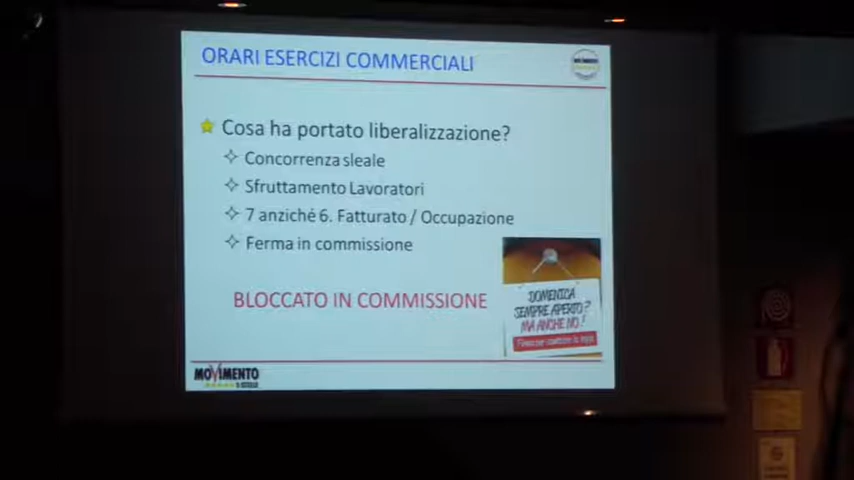 ORARI ESERCIZI COMMERCIALI
MOVIMENTO
Cosa ha portato liberalizzazione?
Concorrenza sleale
Sfruttamento Lavoratori
7 anziché 6. Fatturato / Occupazione
Ferma in commissione
DOMENICA
SEMPRE APERTO?
MA ANCHE NO!
BLOCCATO IN COMMISSIONE
MOVIMENTO